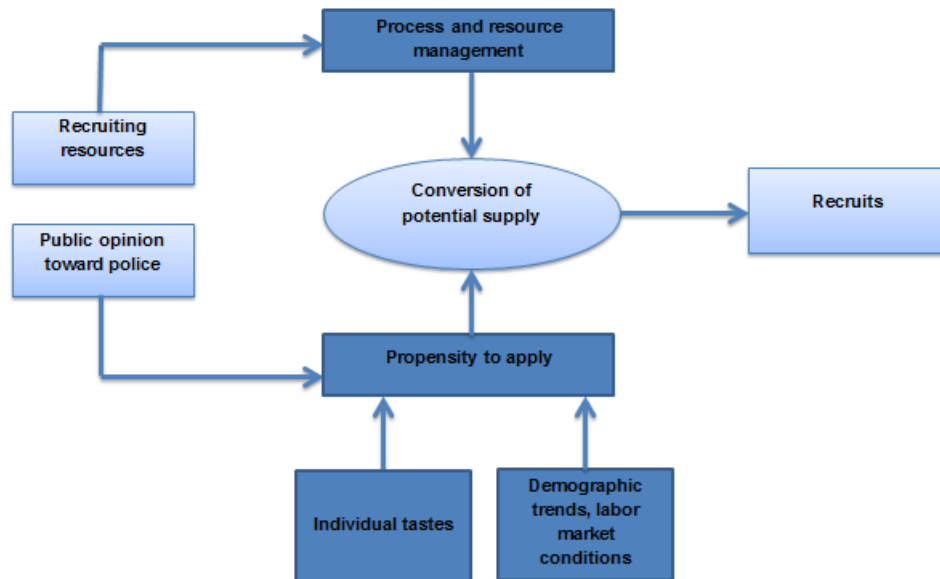 Process and resource
management
Recruiting
resources
Conversion of
potential supply
Recruits
Public opinion
toward police
Propensity to apply
Individual tastes
Demographic
trends, labor
market
conditions